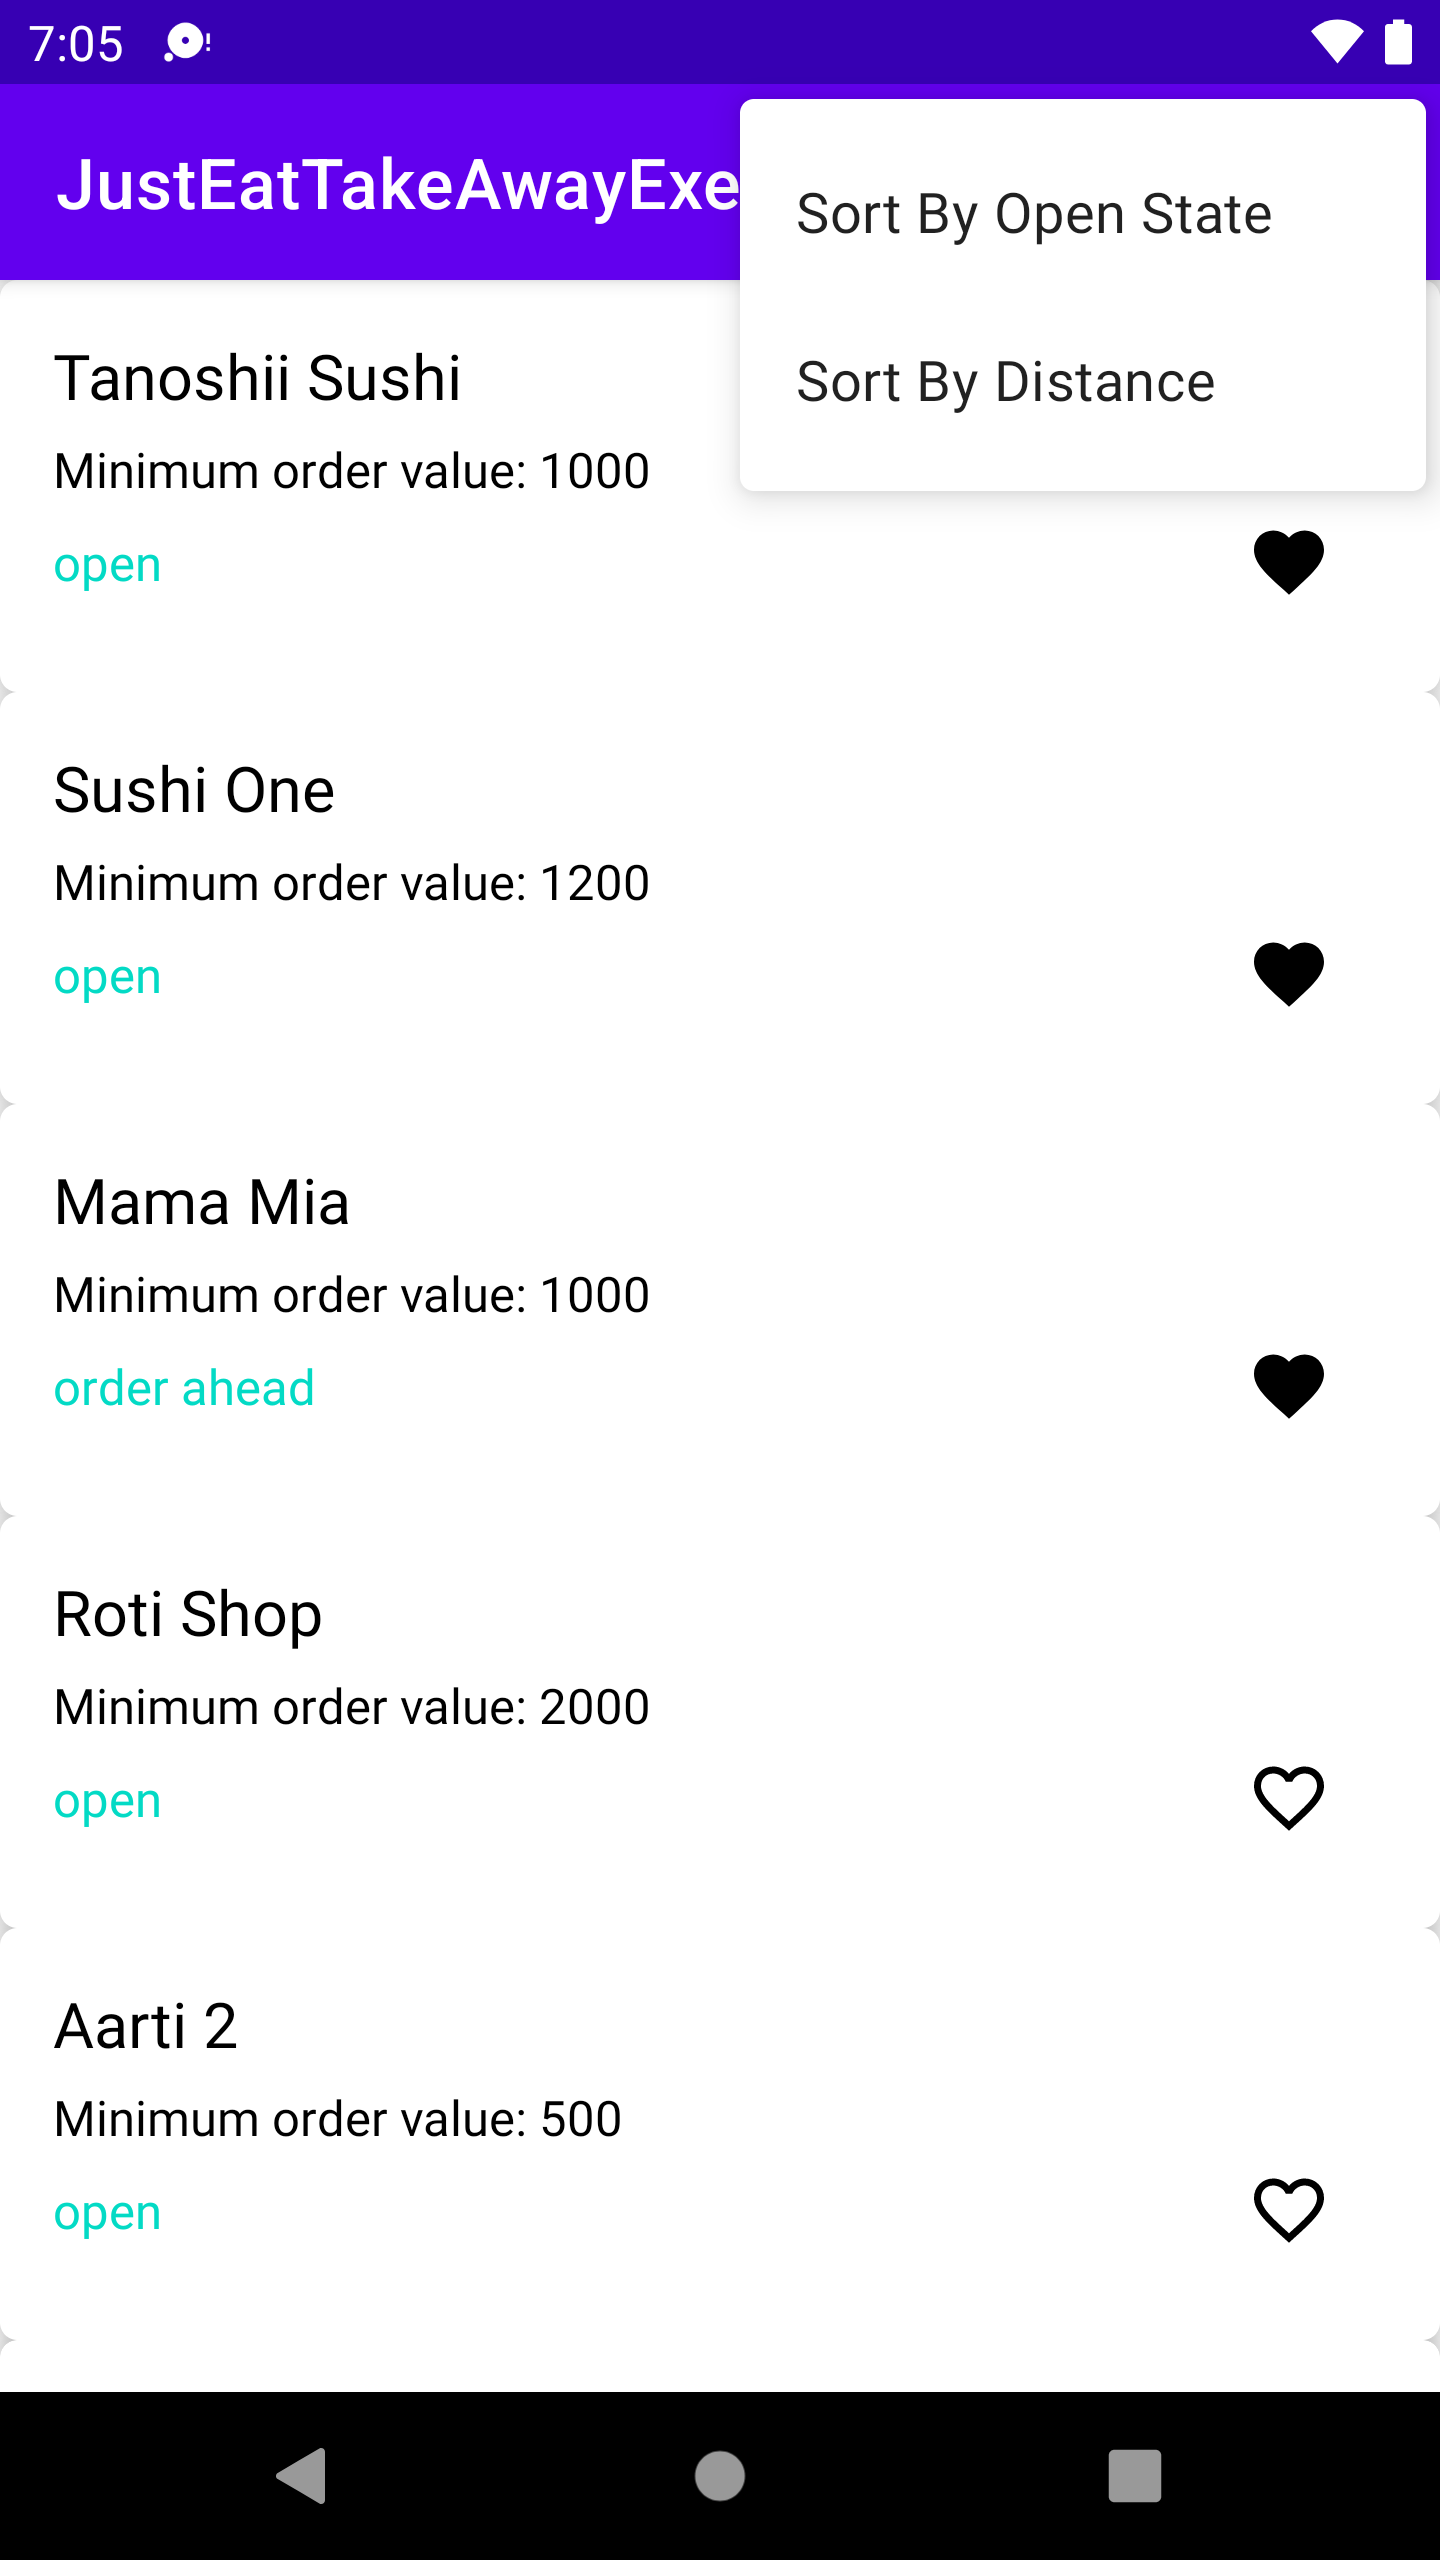 7:05
JustEatTakeAwayExe
Sort By Open State
Sort By Distance
Tanoshii Sushi
Minimum order value: 1000
open
Sushi One
Minimum order value: 1200
open
Mama Mia
Minimum order value: 1000
order ahead
Roti Shop
Minimum order value: 2000
open
Aarti 2
Minimum order value: 500
open